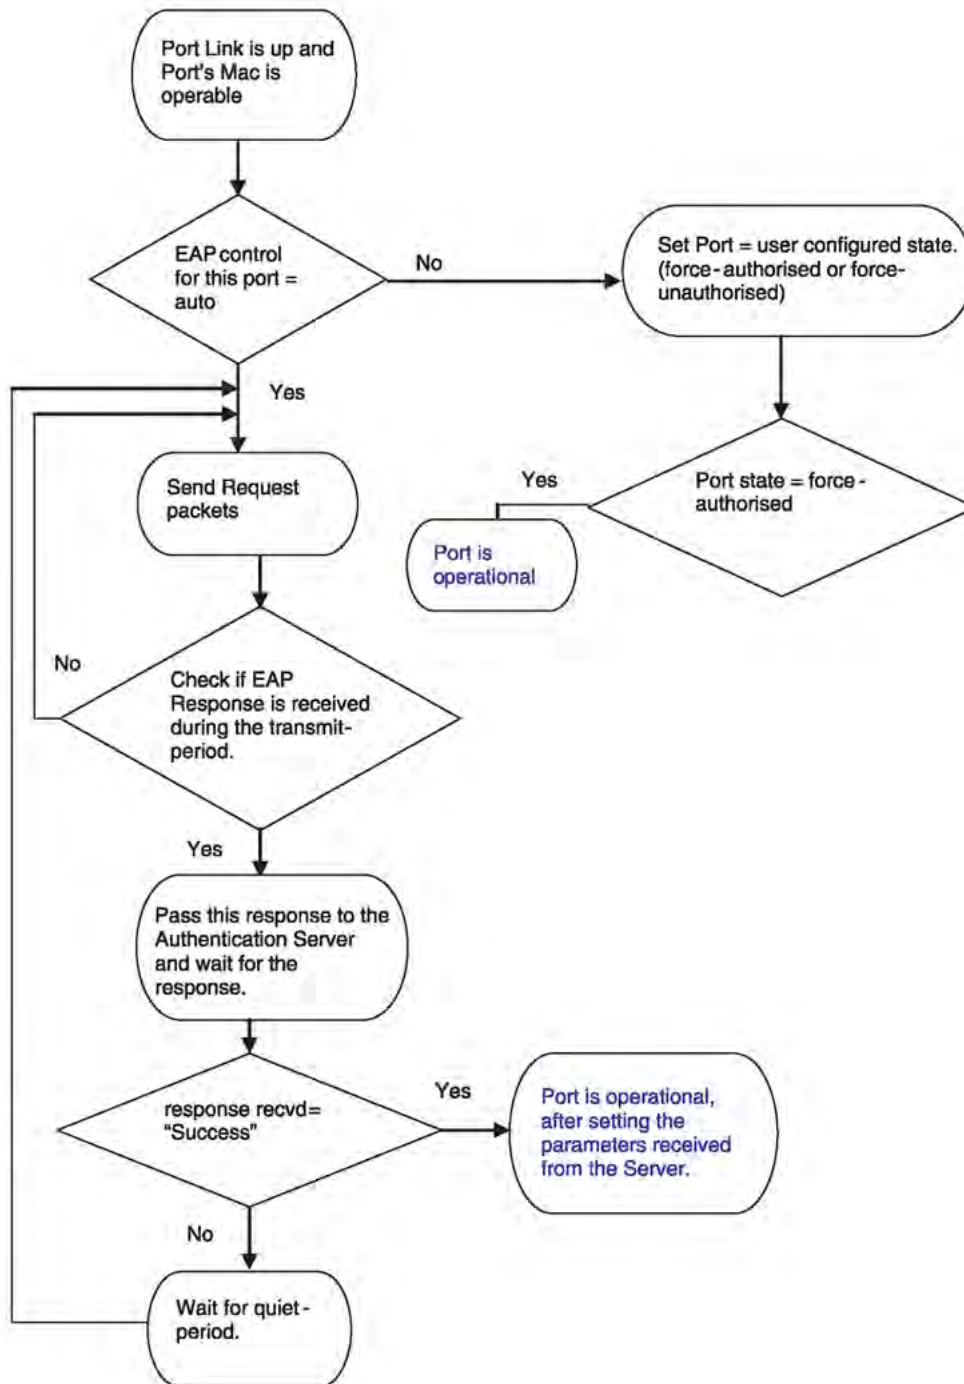 Port Link is up and
Port's Mac is
operable
EAP control
for this port =
auto
No
Set Port = user configured state.
(force-authorised or force-
unauthorised)
Yes
Send Request
packets
Yes
Port state = force-
authorised
Port is
operational
No
Check if EAP
Response is received
during the transmit-
period.
Yes
Pass this response to the
Authentication Server
and wait for the
response.
response recvd=
“Success”
Yes
Port is operational,
after setting the
parameters received
from the Server.
No
Wait for quiet-
period.